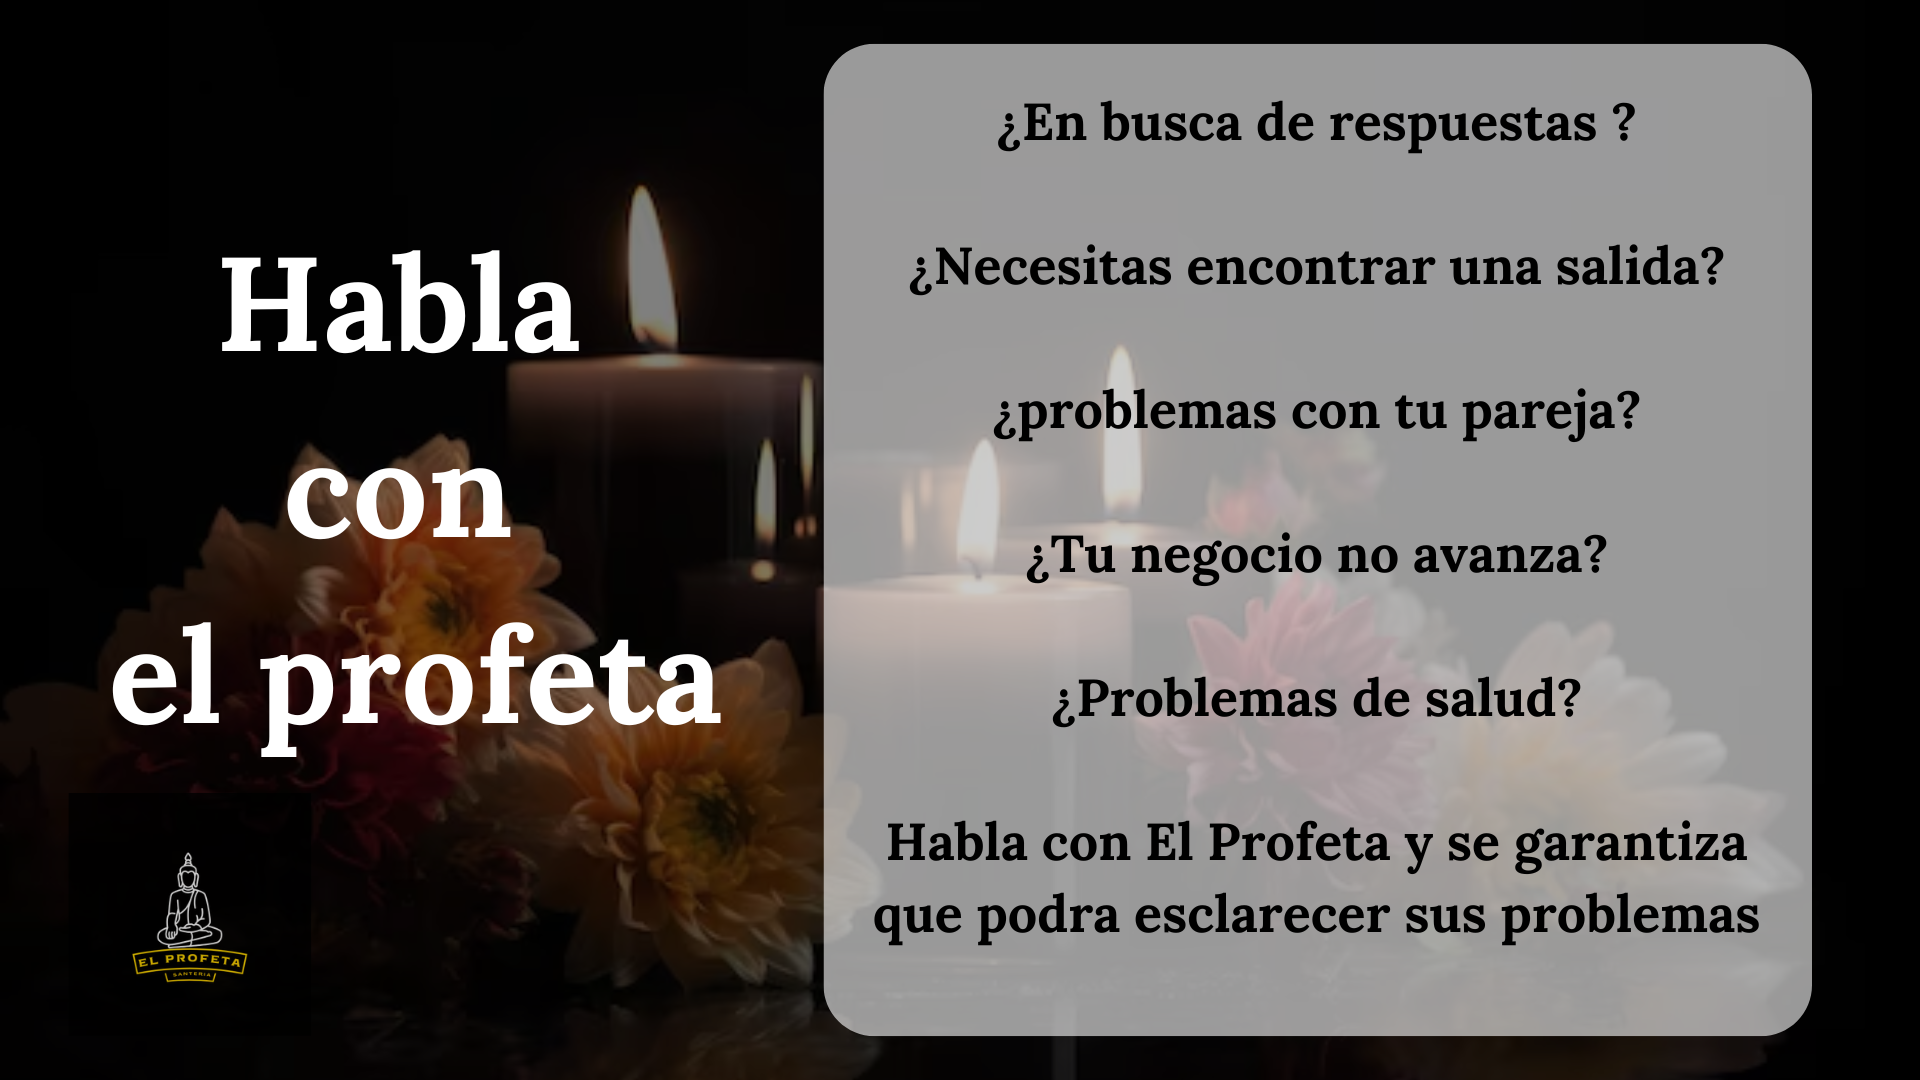 Habla
con
el profeta
EL PROFETA
SANTERIA
¿En busca de respuestas ?
¿Necesitas encontrar una salida?
¿problemas con tu pareja?
¿Tu negocio no avanza?
¿Problemas de salud?
Habla con El Profeta y se garantiza
que podra esclarecer sus problemas